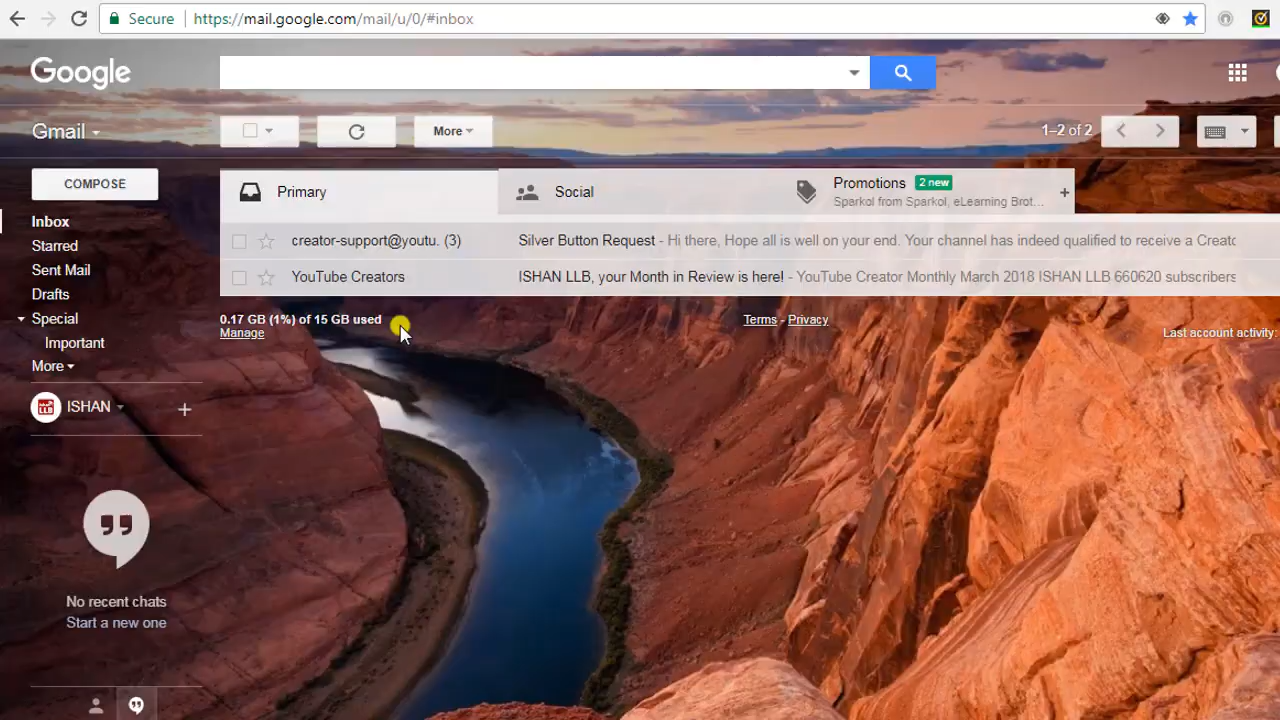 Secure https://mail.google.com/mail/u/0/#inbox
Google
Gmail
More
1–2 of 2
COMPOSE
Primary
Social
Promotions 2 new
Sparkol from Sparkol, eLearning Brot...
Inbox
Starred
Sent Mail
Drafts
Special
Important
More
ISHAN
creator-support@youtu. (3) Silver Button Request - Hi there, Hope all is well on your end. Your channel has indeed qualified to receive a Creato
YouTube Creators ISHAN LLB, your Month in Review is here! - YouTube Creator Monthly March 2018 ISHAN LLB 660620 subscribers
0.17 GB (1%) of 15 GB used
Manage
Terms - Privacy
Last account activity:
No recent chats
Start a new one